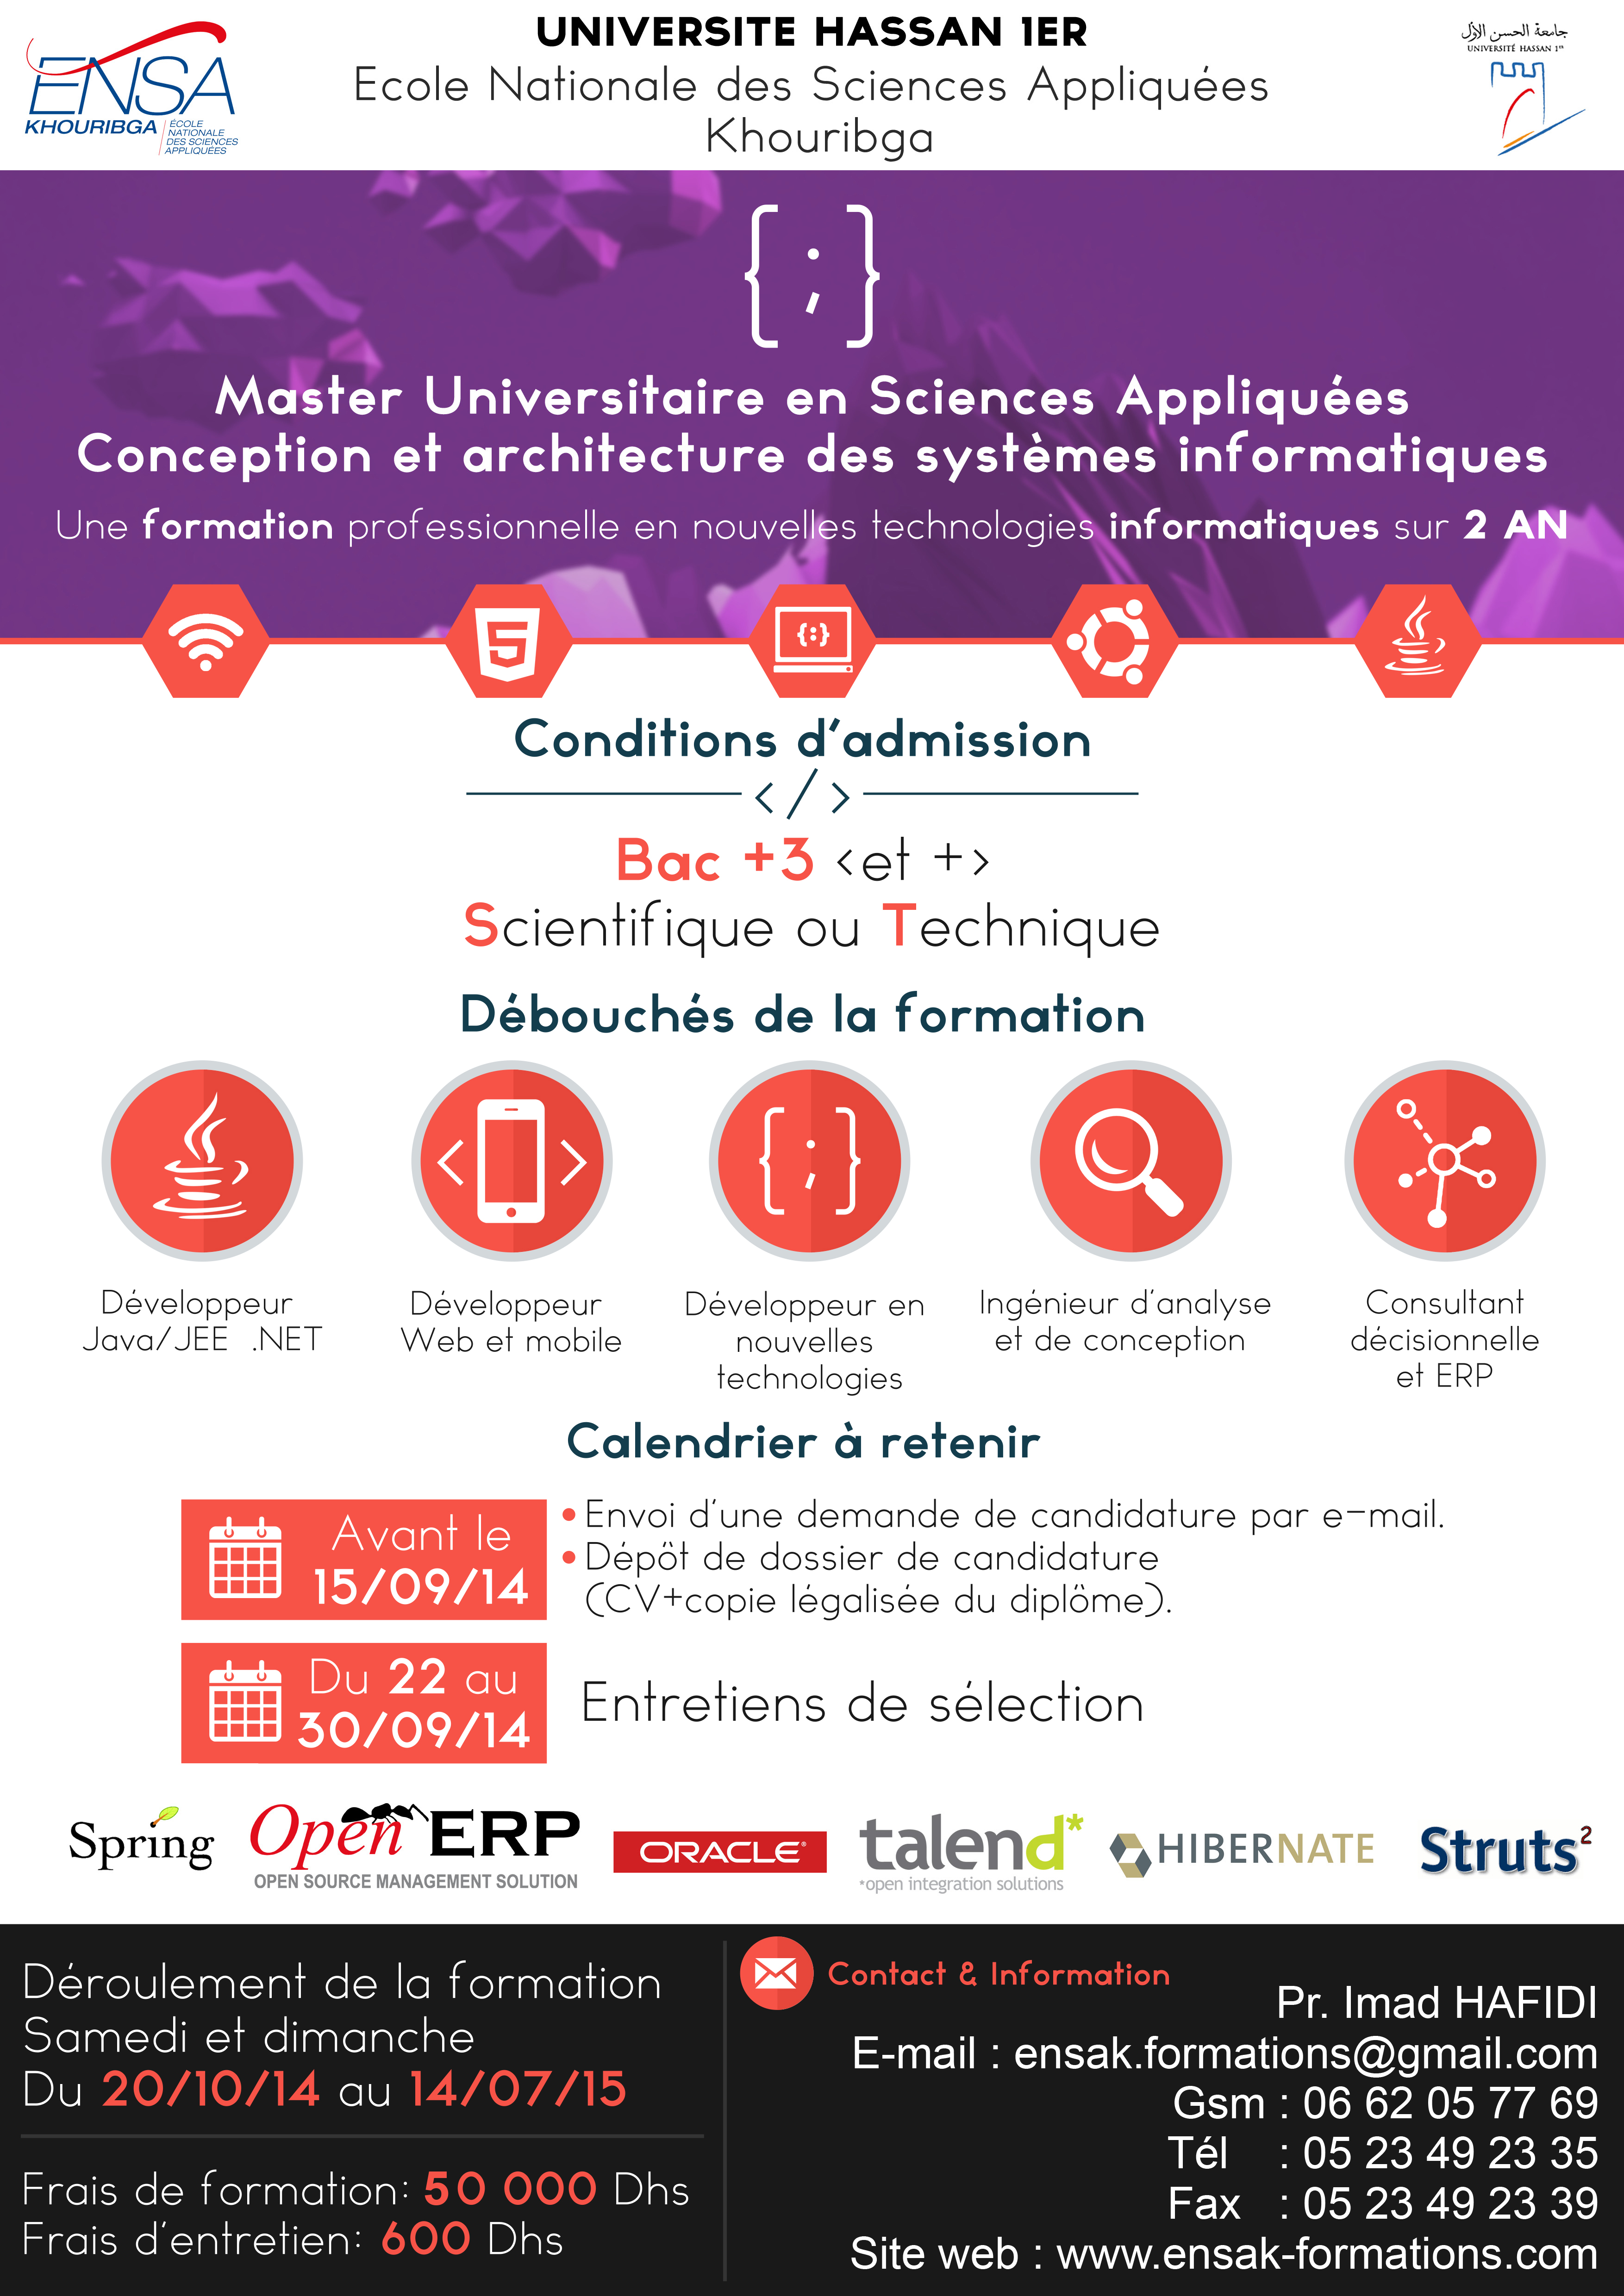 ENSA
KHOURIBGA
ÉCOLE
NATIONALE
DES SCIENCES
APPLIQUÉES
UNIVERSITE HASSAN 1ER
Ecole Nationale des Sciences Appliquées
Khouribga
جامعة الحسن الأول
UNIVERSITÉ HASSAN 1er
{ ; }
Master Universitaire en Sciences Appliquées
Conception et architecture des systèmes informatiques
Une formation professionnelle en nouvelles technologies informatiques sur 2 AN
{:}
Conditions d'admission
< / >
Bac +3 <et +>
Scientifique ou Technique
Débouchés de la formation
< >
{ ; }
Développeur
Java/JEE .NET
Développeur
Web et mobile
Développeur en
nouvelles
technologies
Ingénieur d'analyse
et de conception
Consultant
décisionnelle
et ERP
Calendrier à retenir
Avant le
15/09/14
• Envoi d'une demande de candidature par e-mail.
• Dépôt de dossier de candidature
(CV+copie légalisée du diplôme).
Du 22 au
30/09/14
Entretiens de sélection
Spring
Open ERP
OPEN SOURCE MANAGEMENT SOLUTION
ORACLE®
talend*
*open integration solutions
HIBERNATE
Struts2
Déroulement de la formation
Samedi et dimanche
Du 20/10/14 au 14/07/15
Frais de formation: 50 000 Dhs
Frais d'entretien: 600 Dhs
Contact & Information
Pr. Imad HAFIDI
E-mail : ensak.formations@gmail.com
Gsm : 06 62 05 77 69
Tél : 05 23 49 23 35
Fax : 05 23 49 23 39
Site web : www.ensak-formations.com